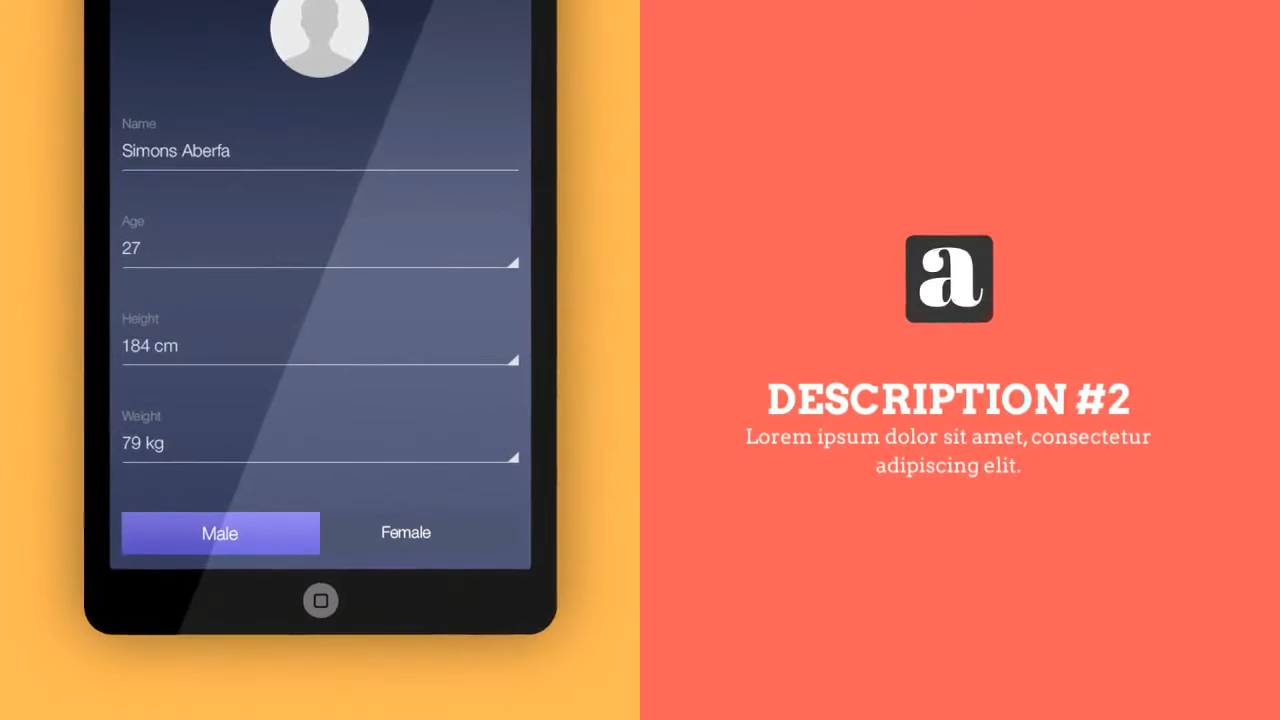 Name
Simons Aberfa
Age
27
Height
184 cm
Weight
79 kg
Male
Female
a
DESCRIPTION #2
Lorem ipsum dolor sit amet, consectetur
adipiscing elit.